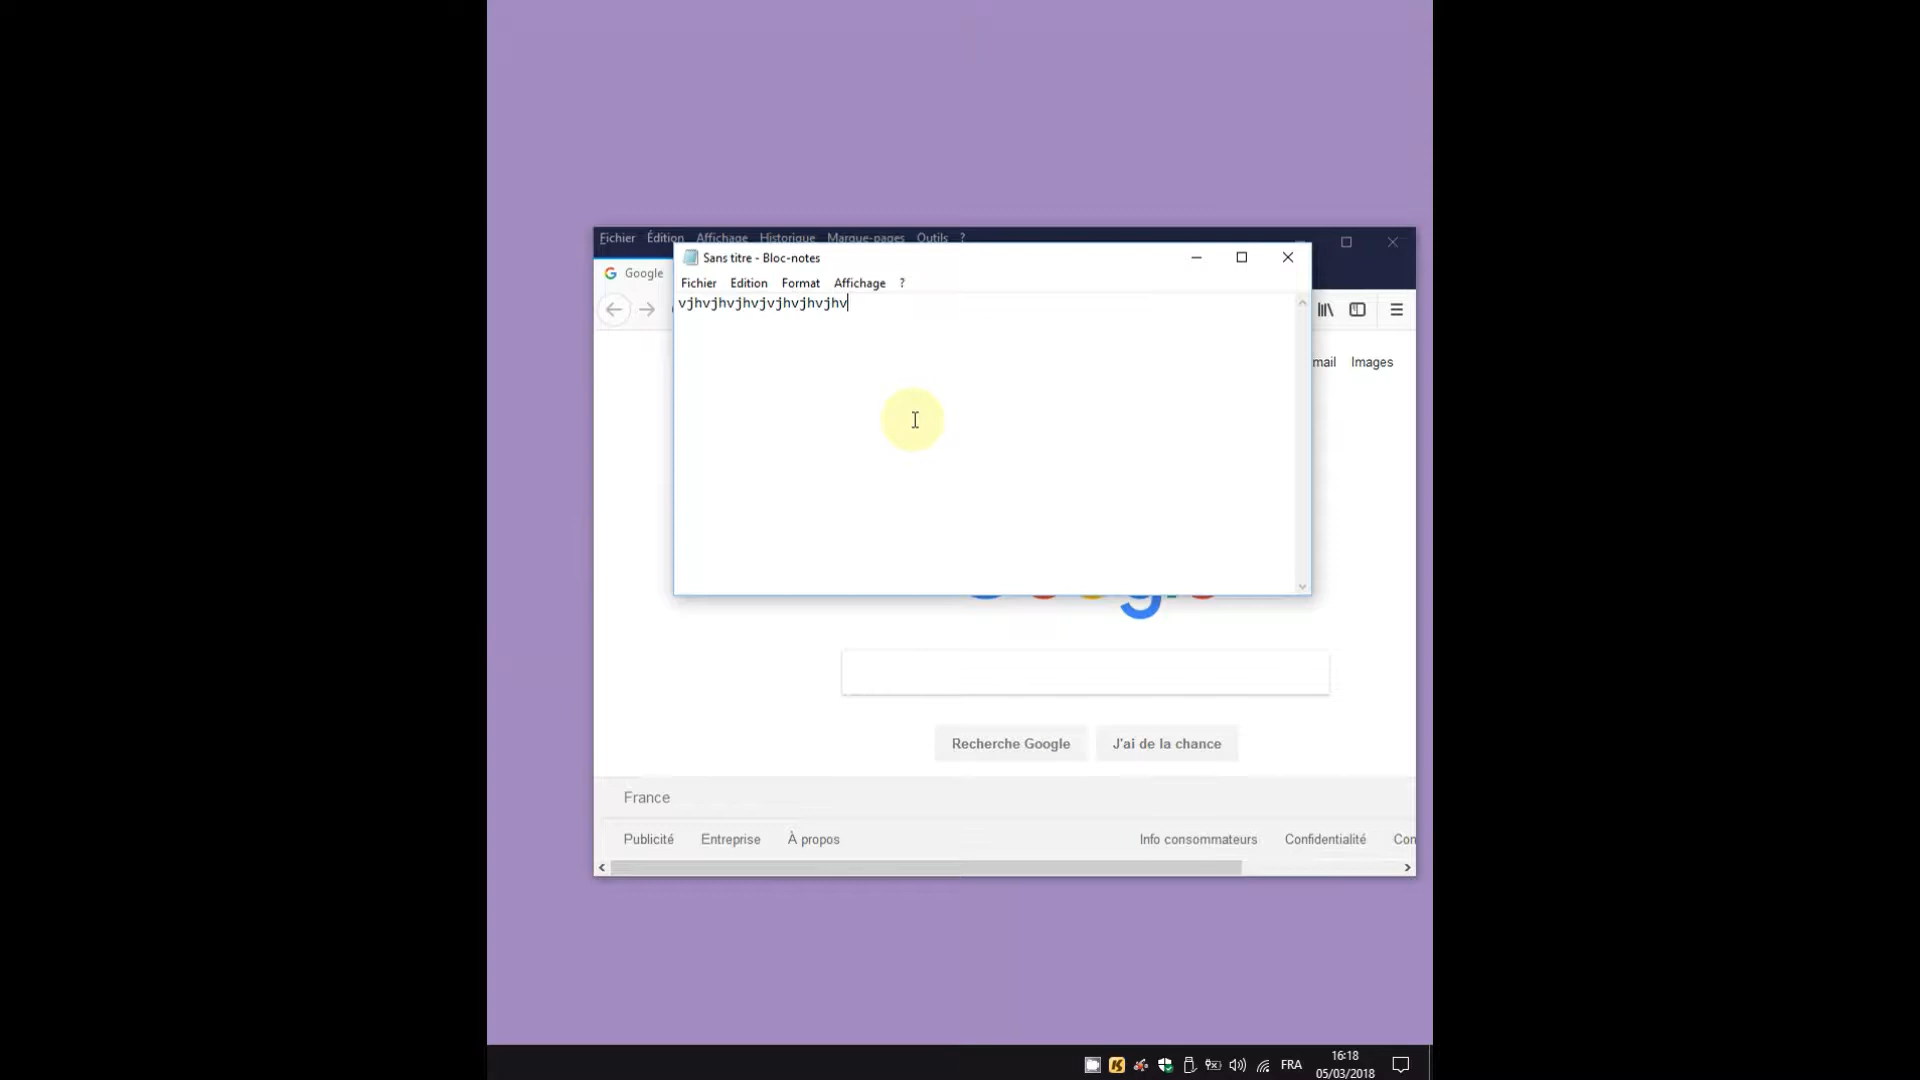 Fichier Édition Affichage Historique Marque-pages Outils ?
Sans titre - Bloc-notes
Google
Fichier Edition Format Affichage ?
vjhvjhvjhvjvjhvjhvjhv
mail Images
Recherche Google J'ai de la chance
France
Publicité Entreprise À propos Info consommateurs Confidentialité Con
FRA
16:18
05/03/2018